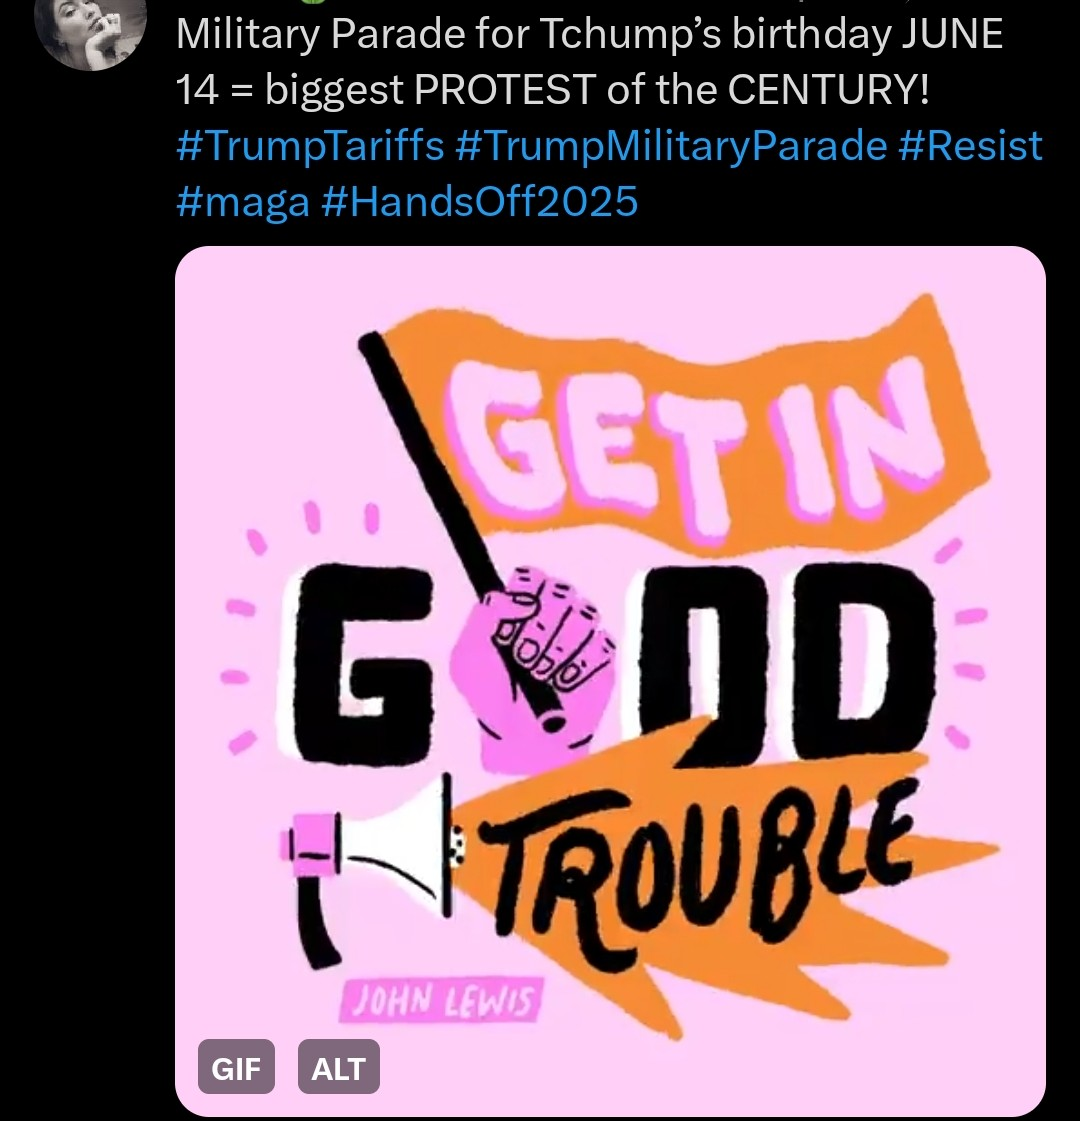 Military Parade for Tchump’s birthday JUNE
14 = biggest PROTEST of the CENTURY!
#TrumpTariffs #TrumpMilitaryParade #Resist
#maga #HandsOff2025
GET IN
GOOD
TROUBLE
JOHN LEWIS
GIF ALT